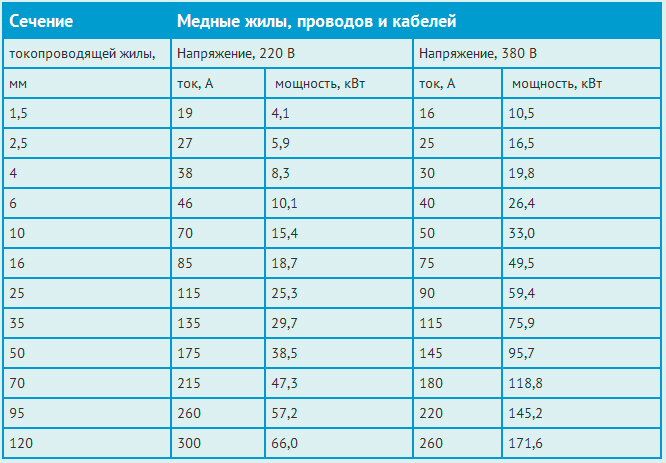 Сечение Медные жилы, проводов и кабелей
токопроводящей жилы, Напряжение, 220 В Напряжение, 380 В
мм ток, А мощность, кВт ток, А мощность, кВт
1,5 19 4,1 16 10,5
2,5 27 5,9 25 16,5
4 38 8,3 30 19,8
6 46 10,1 40 26,4
10 70 15,4 50 33,0
16 85 18,7 75 49,5
25 115 25,3 90 59,4
35 135 29,7 115 75,9
50 175 38,5 145 95,7
70 215 47,3 180 118,8
95 260 57,2 220 145,2
120 300 66,0 260 171,6